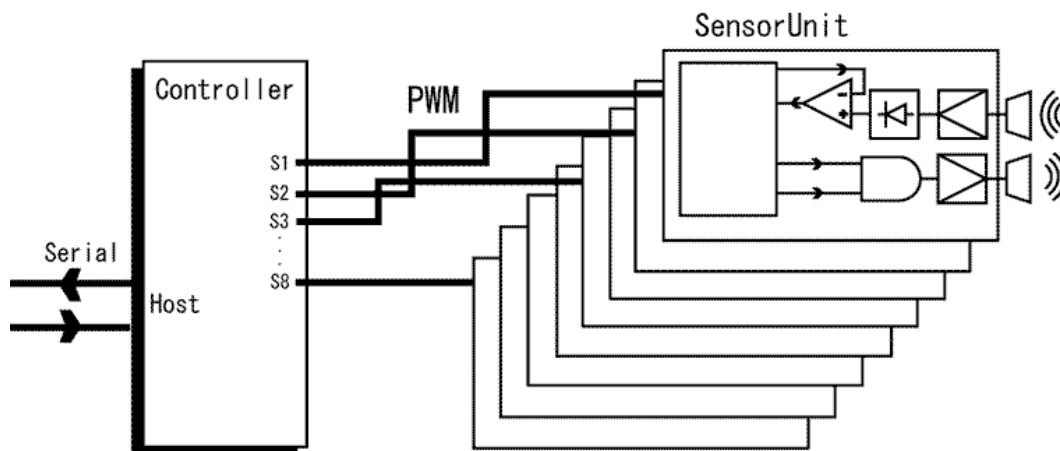 SensorUnit
Controller
PWM
S1
S2
S3
S8
Serial
Host